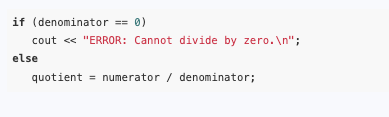 if (denominator == 0)
   cout << "ERROR: Cannot divide by zero.\n";
else
   quotient = numerator / denominator;